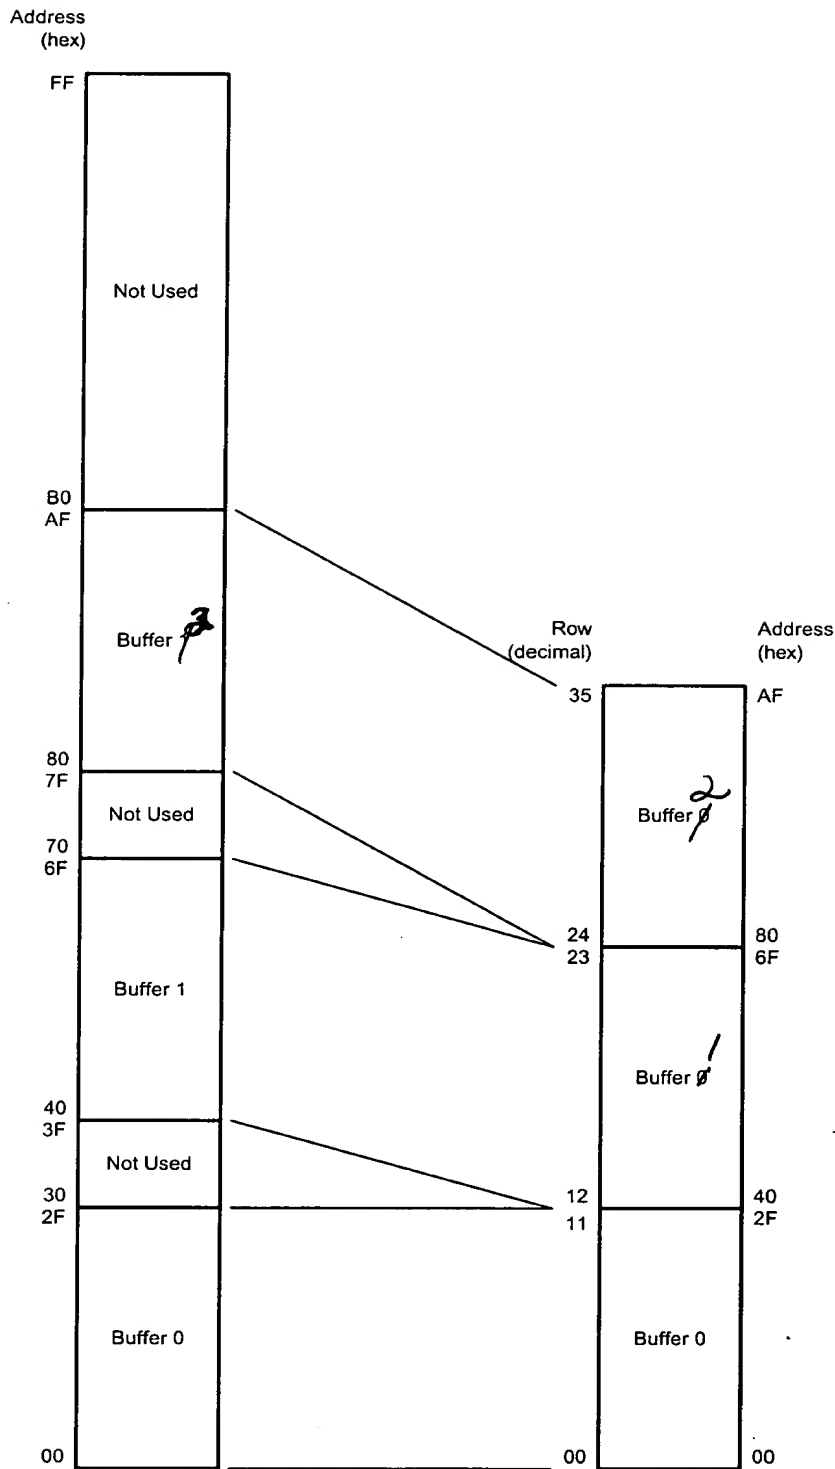 Address
(hex)
FF
Not Used
B0
AF
Buffer
Row
(decimal)
Address
(hex)
35
AF
Buffer 0 2
80
7F
Not Used
70
6F
24
23
80
6F
Buffer 1
Buffer 0 1
40
3F
Not Used
30
2F
12
11
40
2F
Buffer 0
Buffer 0
00
00
00